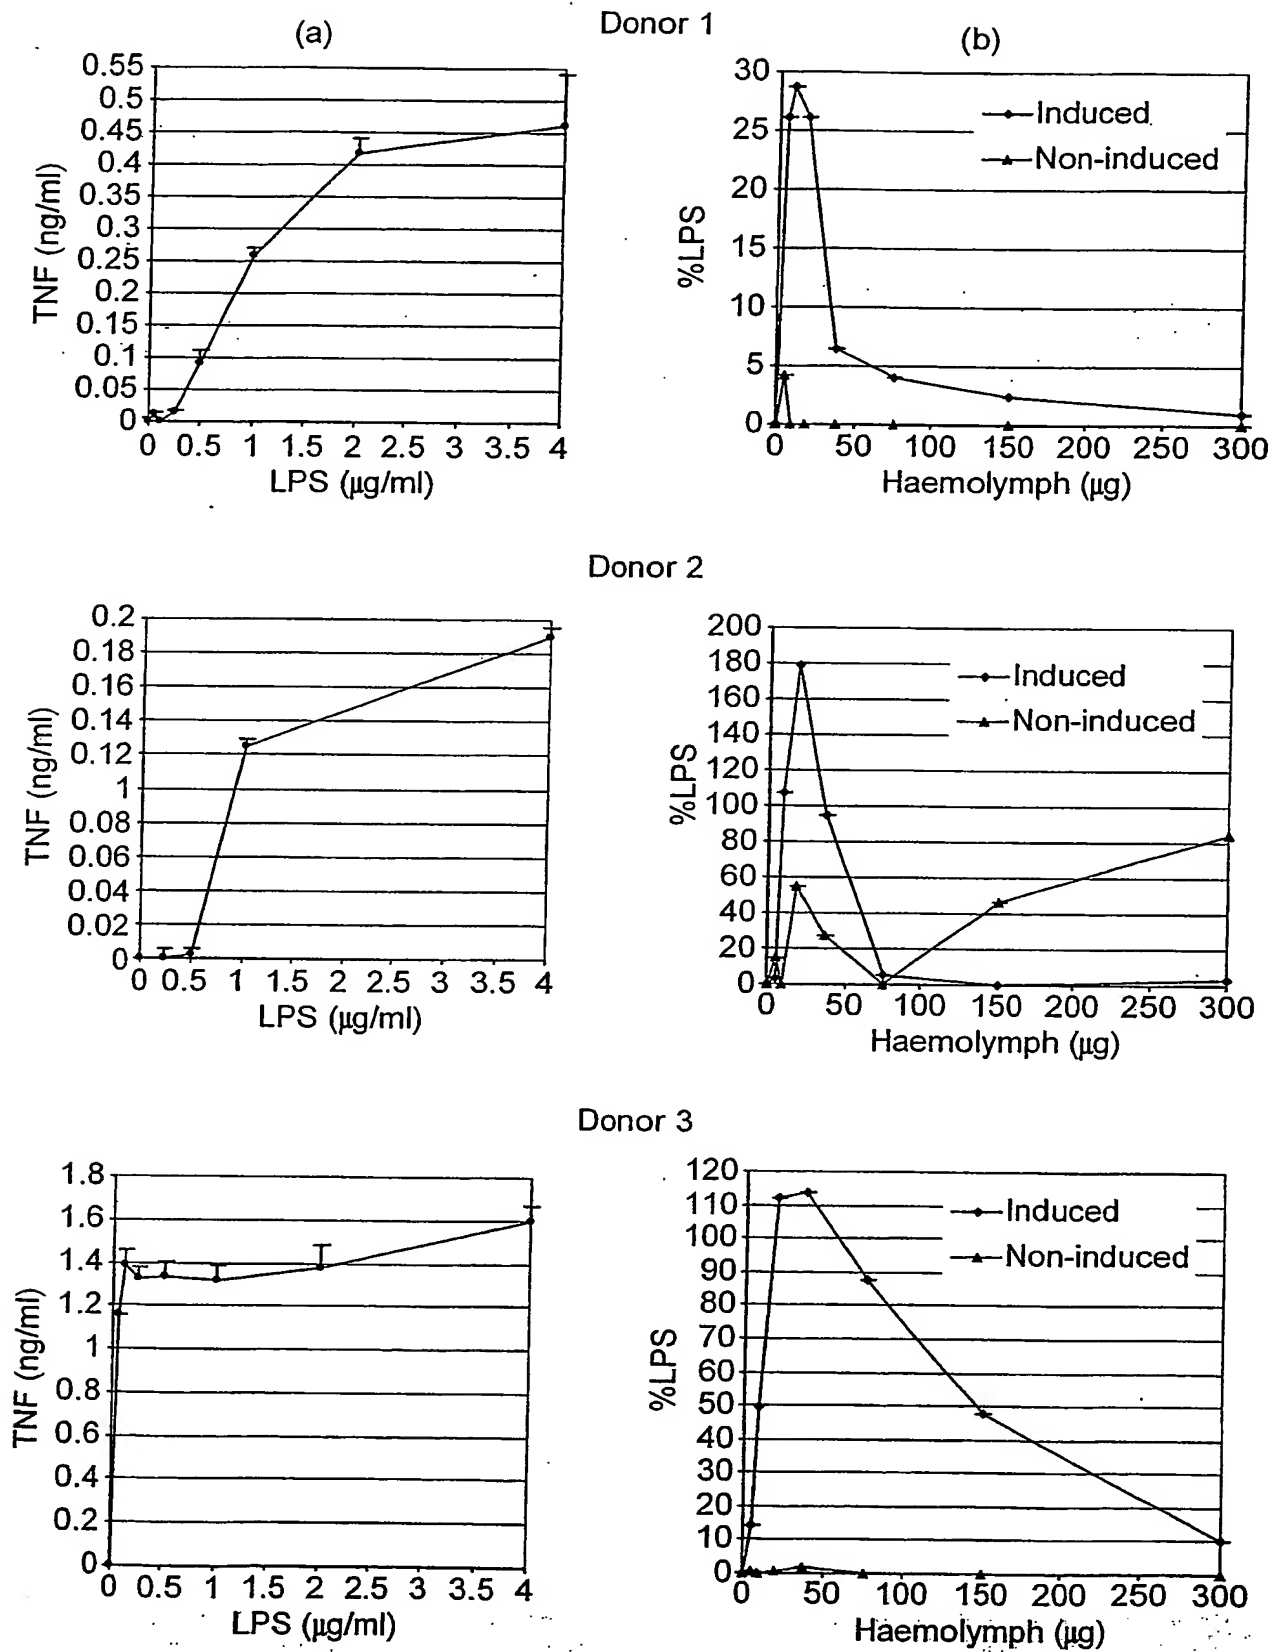 Donor 1
(a)
0.55
0.5
0.45
0.4
0.35
0.3
0.25
0.2
0.15
0.1
0.05
0
TNF (ng/ml)
0 0.5 1 1.5 2 2.5 3 3.5 4
LPS (µg/ml)
(b)
30
25
20
15
10
5
0
%LPS
Induced
Non-induced
0 50 100 150 200 250 300
Haemolymph (µg)
Donor 2
0.2
0.18
0.16
0.14
0.12
1
0.08
0.06
0.04
0.02
0
TNF (ng/ml)
0 0.5 1 1.5 2 2.5 3 3.5 4
LPS (µg/ml)
200
180
160
140
120
100
80
60
40
20
0
%LPS
Induced
Non-induced
0 50 100 150 200 250 300
Haemolymph (µg)
Donor 3
1.8
1.6
1.4
1.2
1
0.8
0.6
0.4
0.2
0
TNF (ng/ml)
0 0.5 1 1.5 2 2.5 3 3.5 4
LPS (µg/ml)
120
110
100
90
80
70
60
50
40
30
20
10
0
%LPS
Induced
Non-induced
0 50 100 150 200 250 300
Haemolymph (µg)